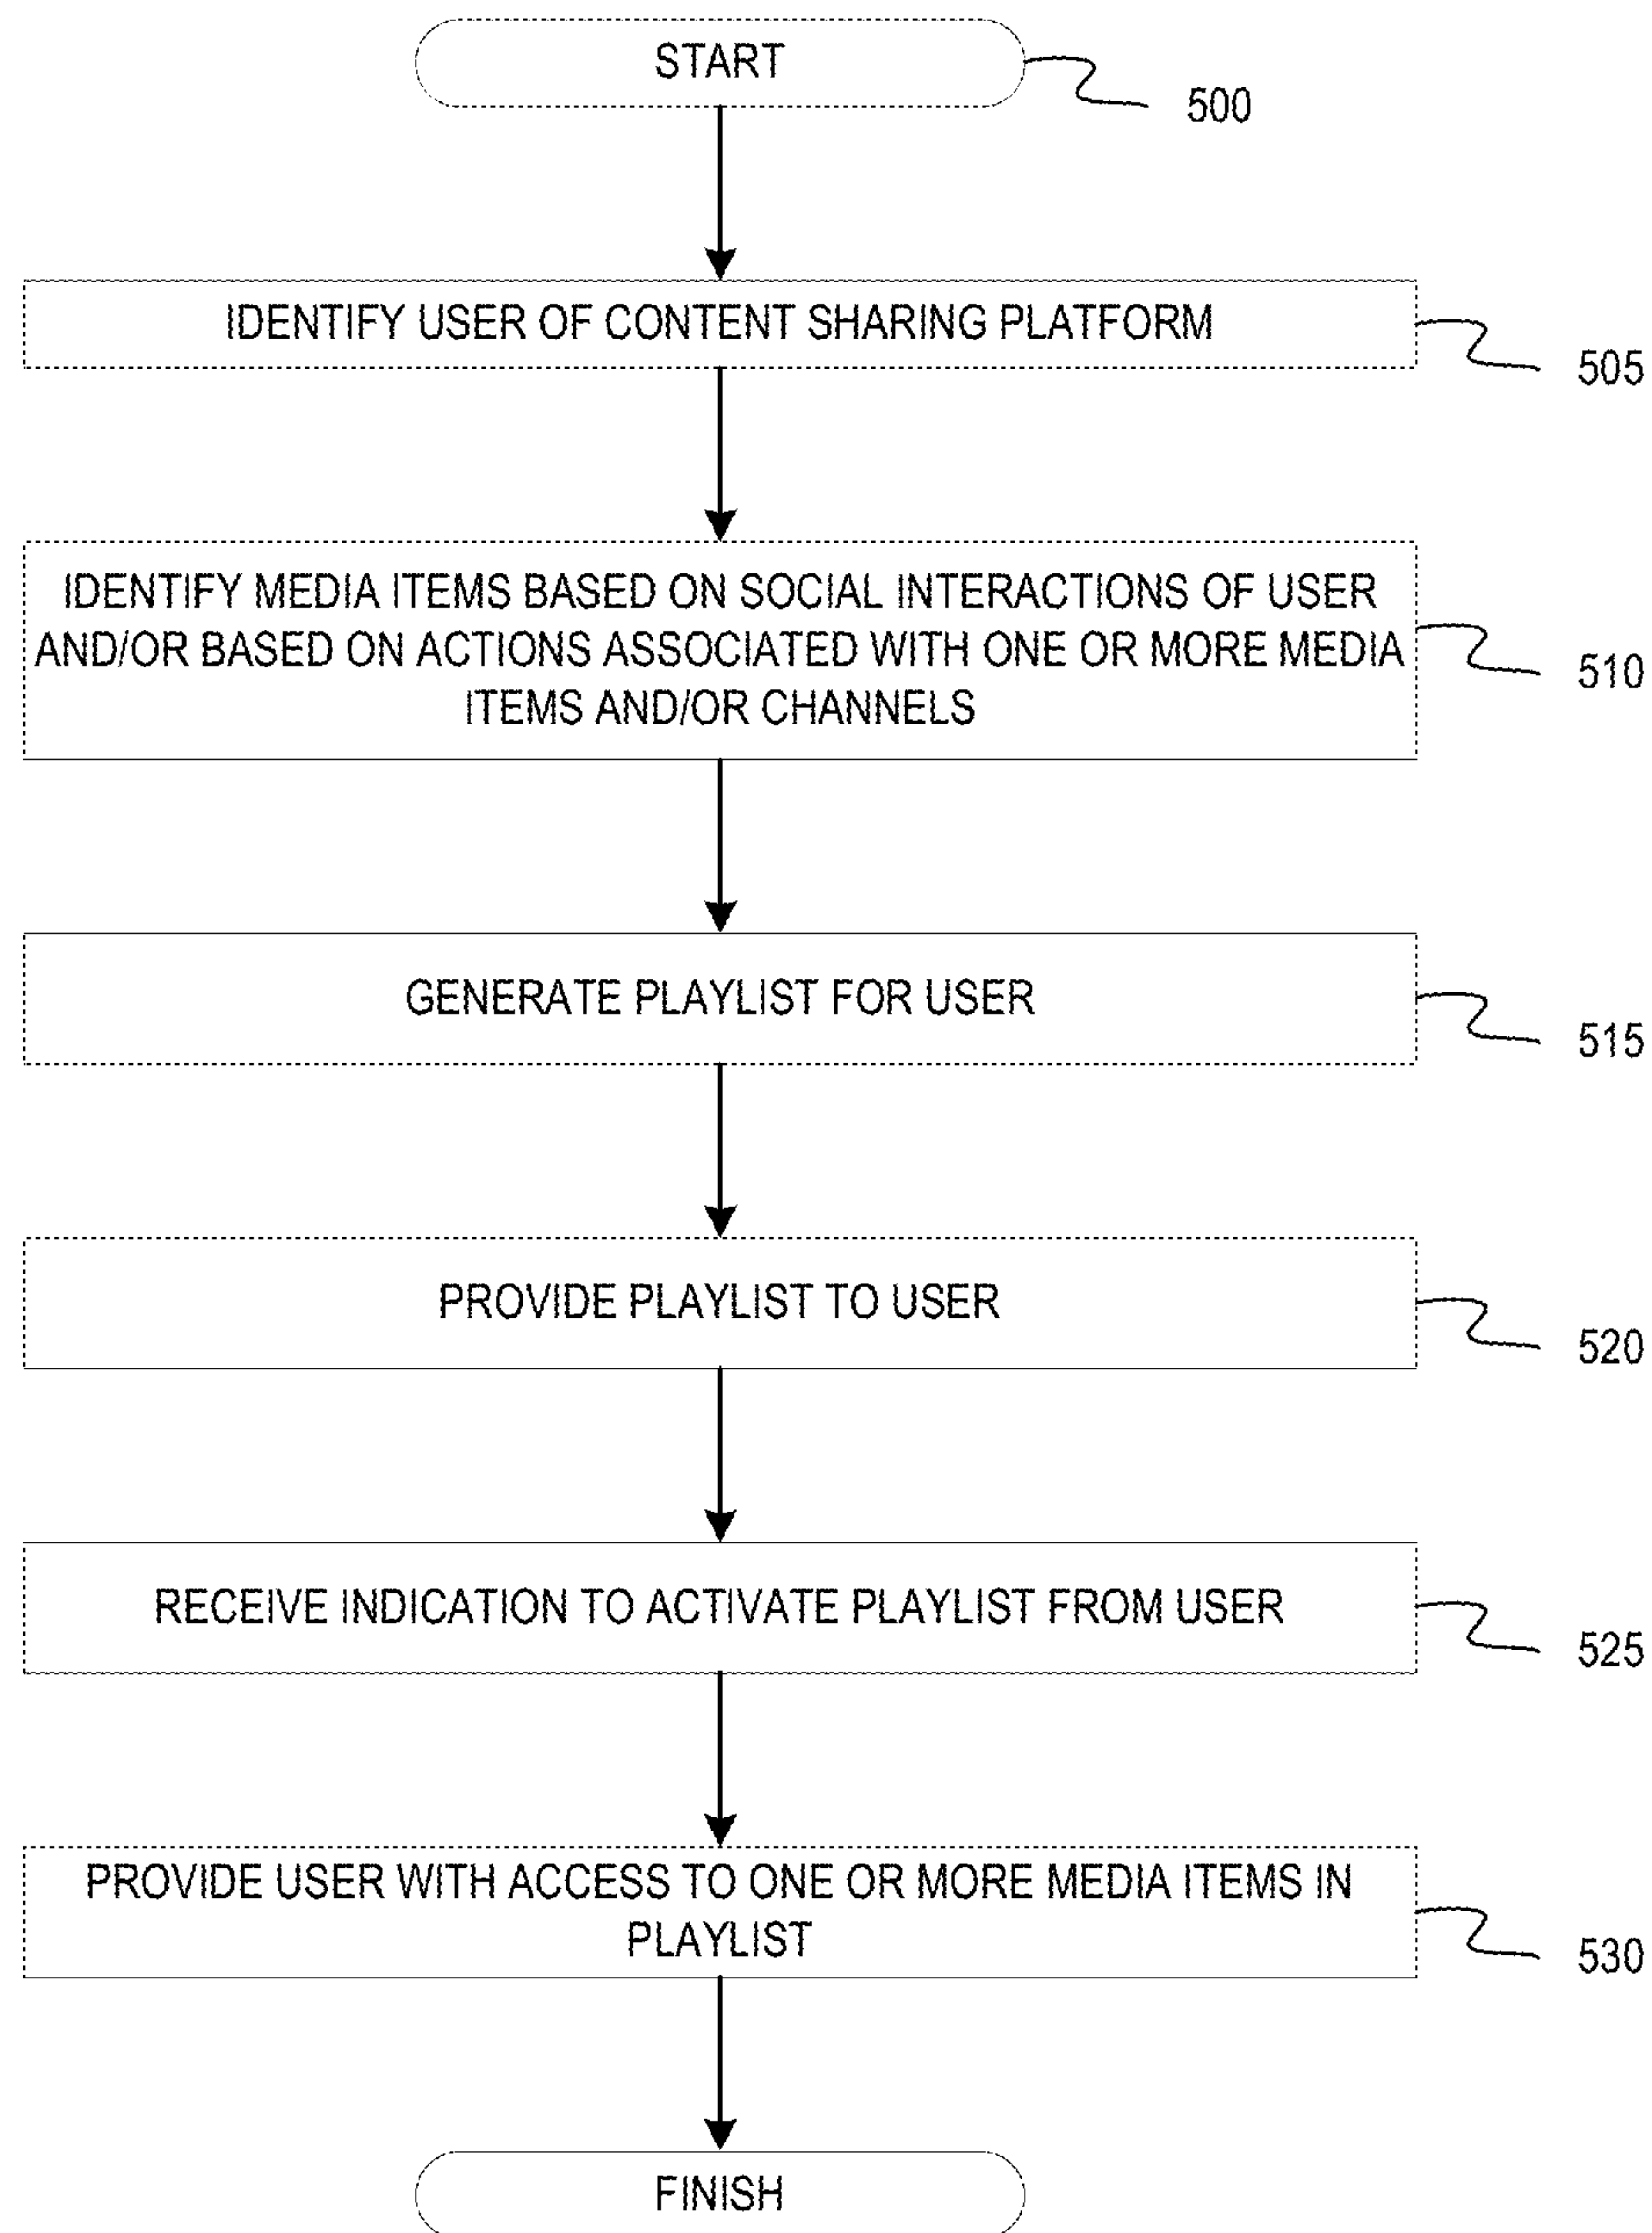 START
500
IDENTIFY USER OF CONTENT SHARING PLATFORM
505
IDENTIFY MEDIA ITEMS BASED ON SOCIAL INTERACTIONS OF USER
AND/OR BASED ON ACTIONS ASSOCIATED WITH ONE OR MORE MEDIA
ITEMS AND/OR CHANNELS
510
GENERATE PLAYLIST FOR USER
515
PROVIDE PLAYLIST TO USER
520
RECEIVE INDICATION TO ACTIVATE PLAYLIST FROM USER
525
PROVIDE USER WITH ACCESS TO ONE OR MORE MEDIA ITEMS IN
PLAYLIST
530
FINISH